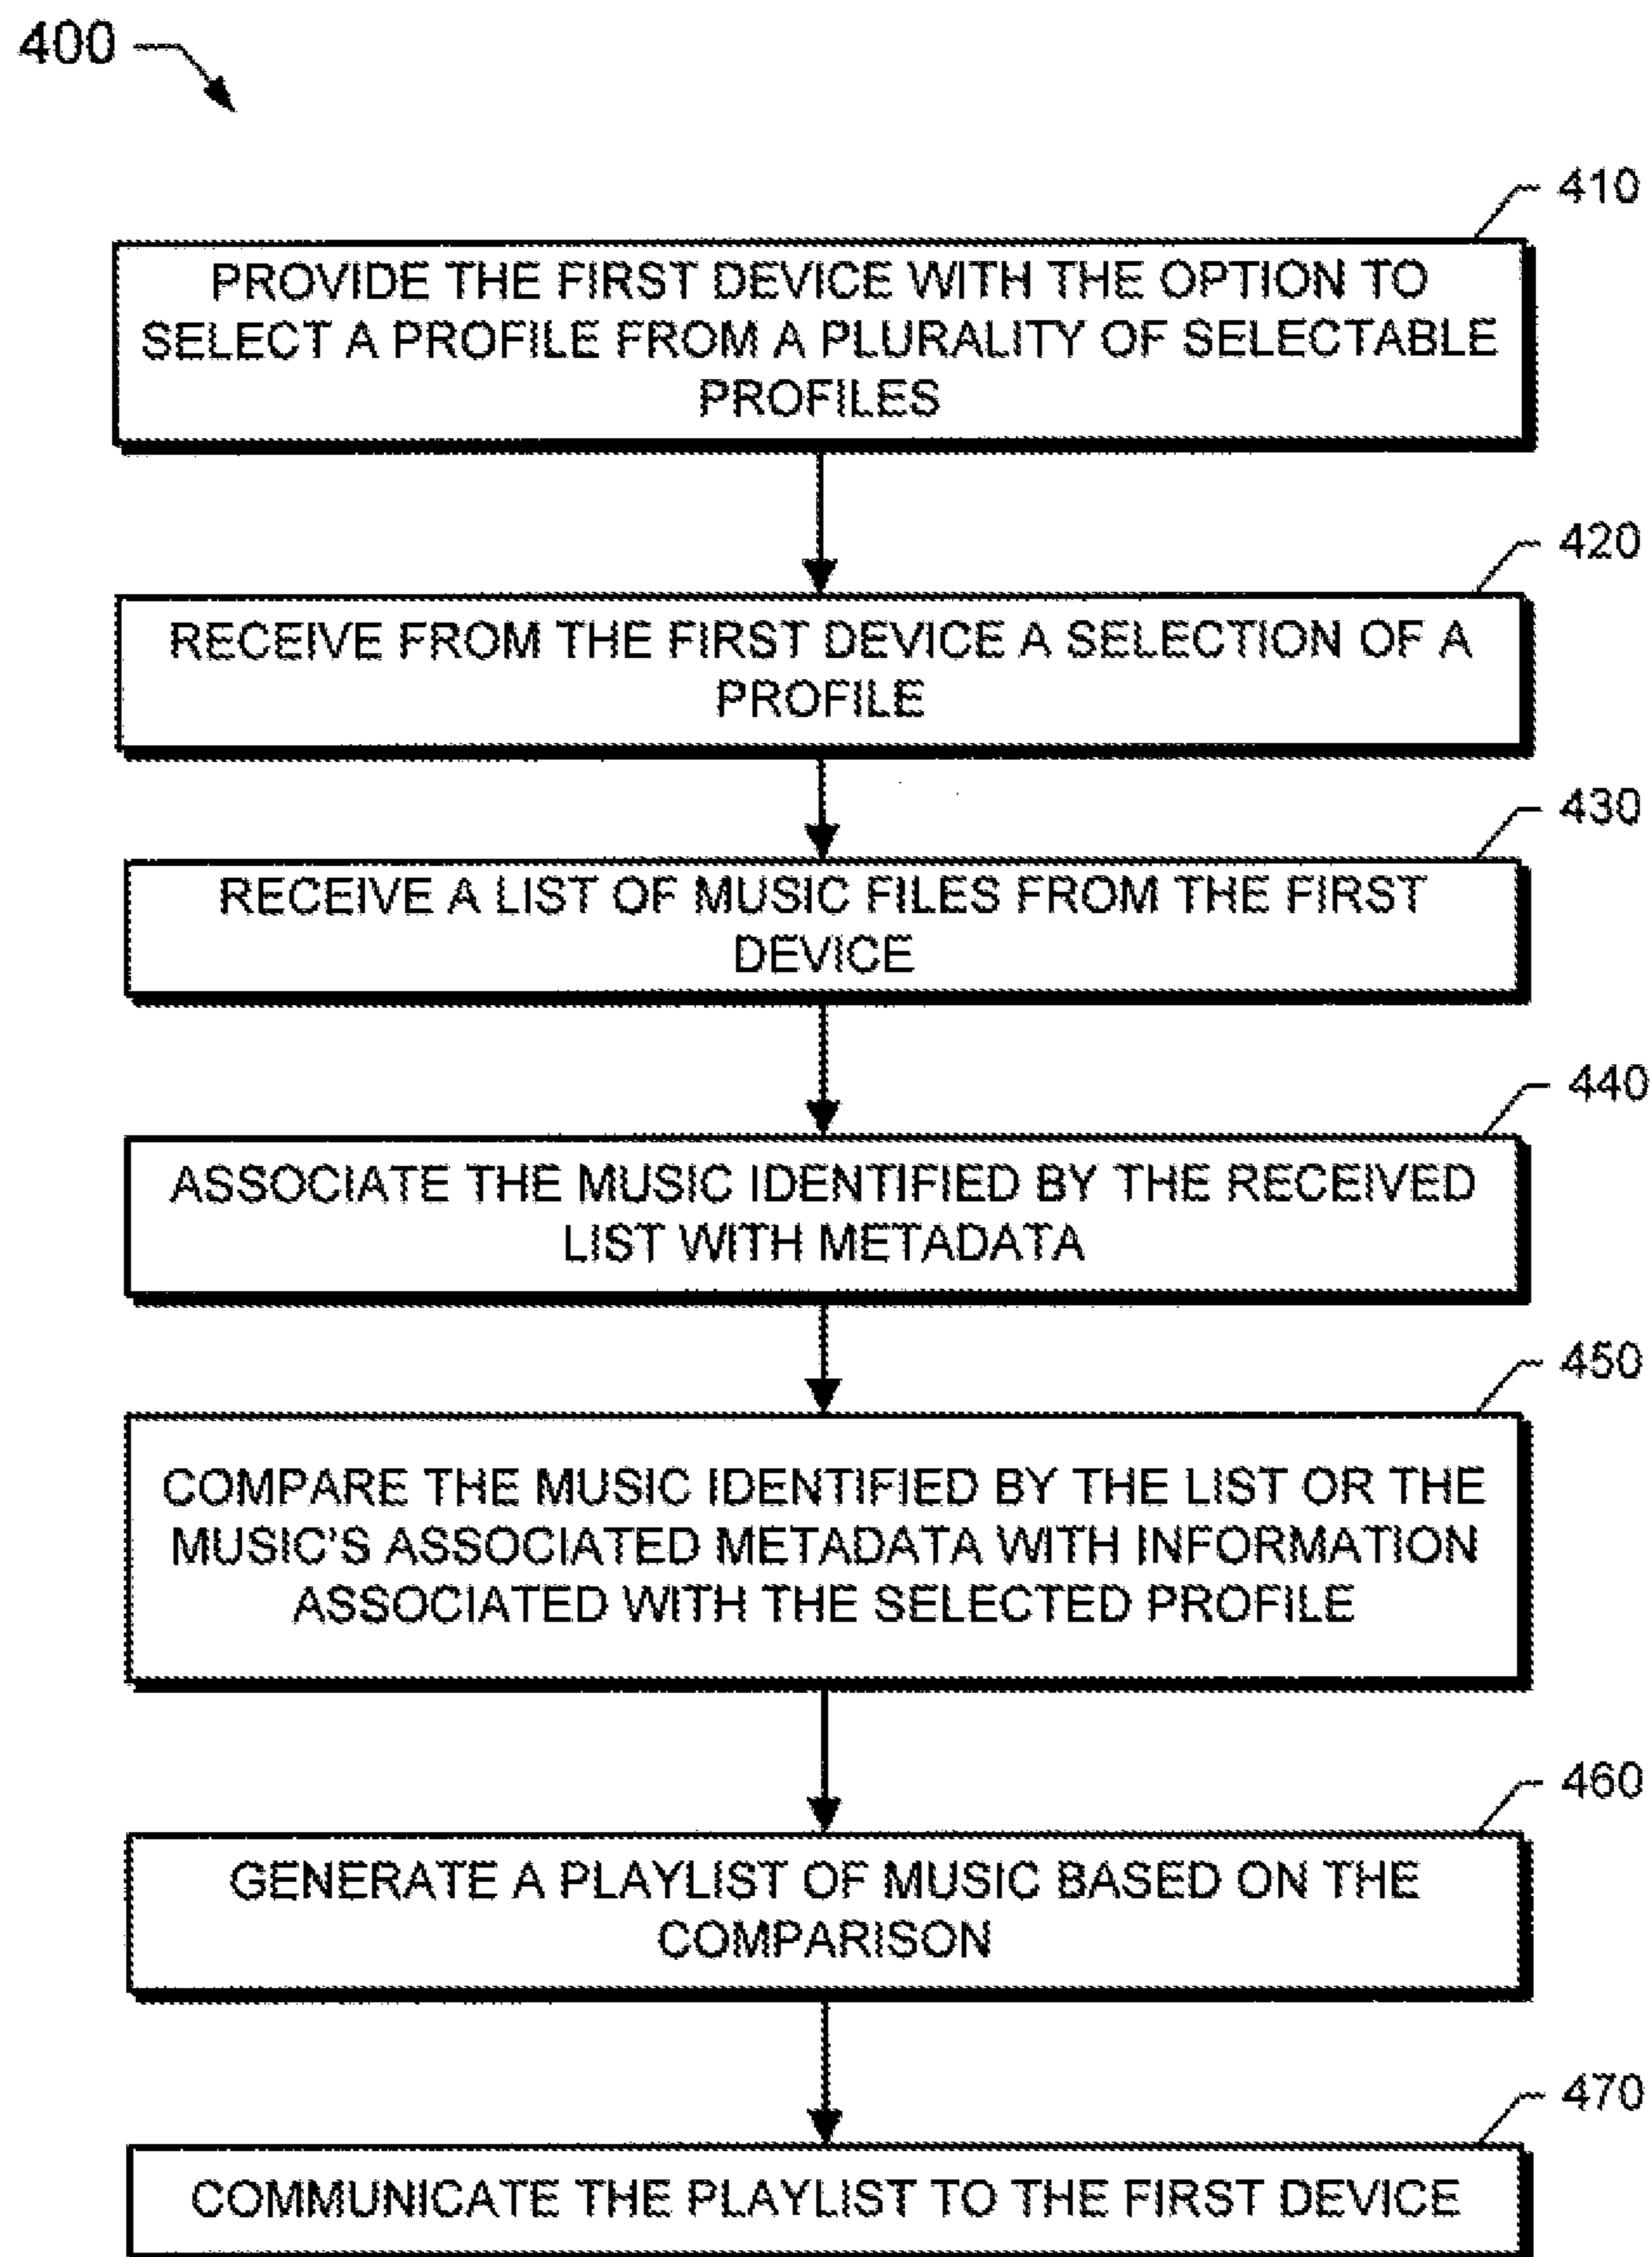 400
410
PROVIDE THE FIRST DEVICE WITH THE OPTION TO
SELECT A PROFILE FROM A PLURALITY OF SELECTABLE
PROFILES
420
RECEIVE FROM THE FIRST DEVICE A SELECTION OF A
PROFILE
430
RECEIVE A LIST OF MUSIC FILES FROM THE FIRST
DEVICE
440
ASSOCIATE THE MUSIC IDENTIFIED BY THE RECEIVED
LIST WITH METADATA
450
COMPARE THE MUSIC IDENTIFIED BY THE LIST OR THE
MUSIC'S ASSOCIATED METADATA WITH INFORMATION
ASSOCIATED WITH THE SELECTED PROFILE
460
GENERATE A PLAYLIST OF MUSIC BASED ON THE
COMPARISON
470
COMMUNICATE THE PLAYLIST TO THE FIRST DEVICE